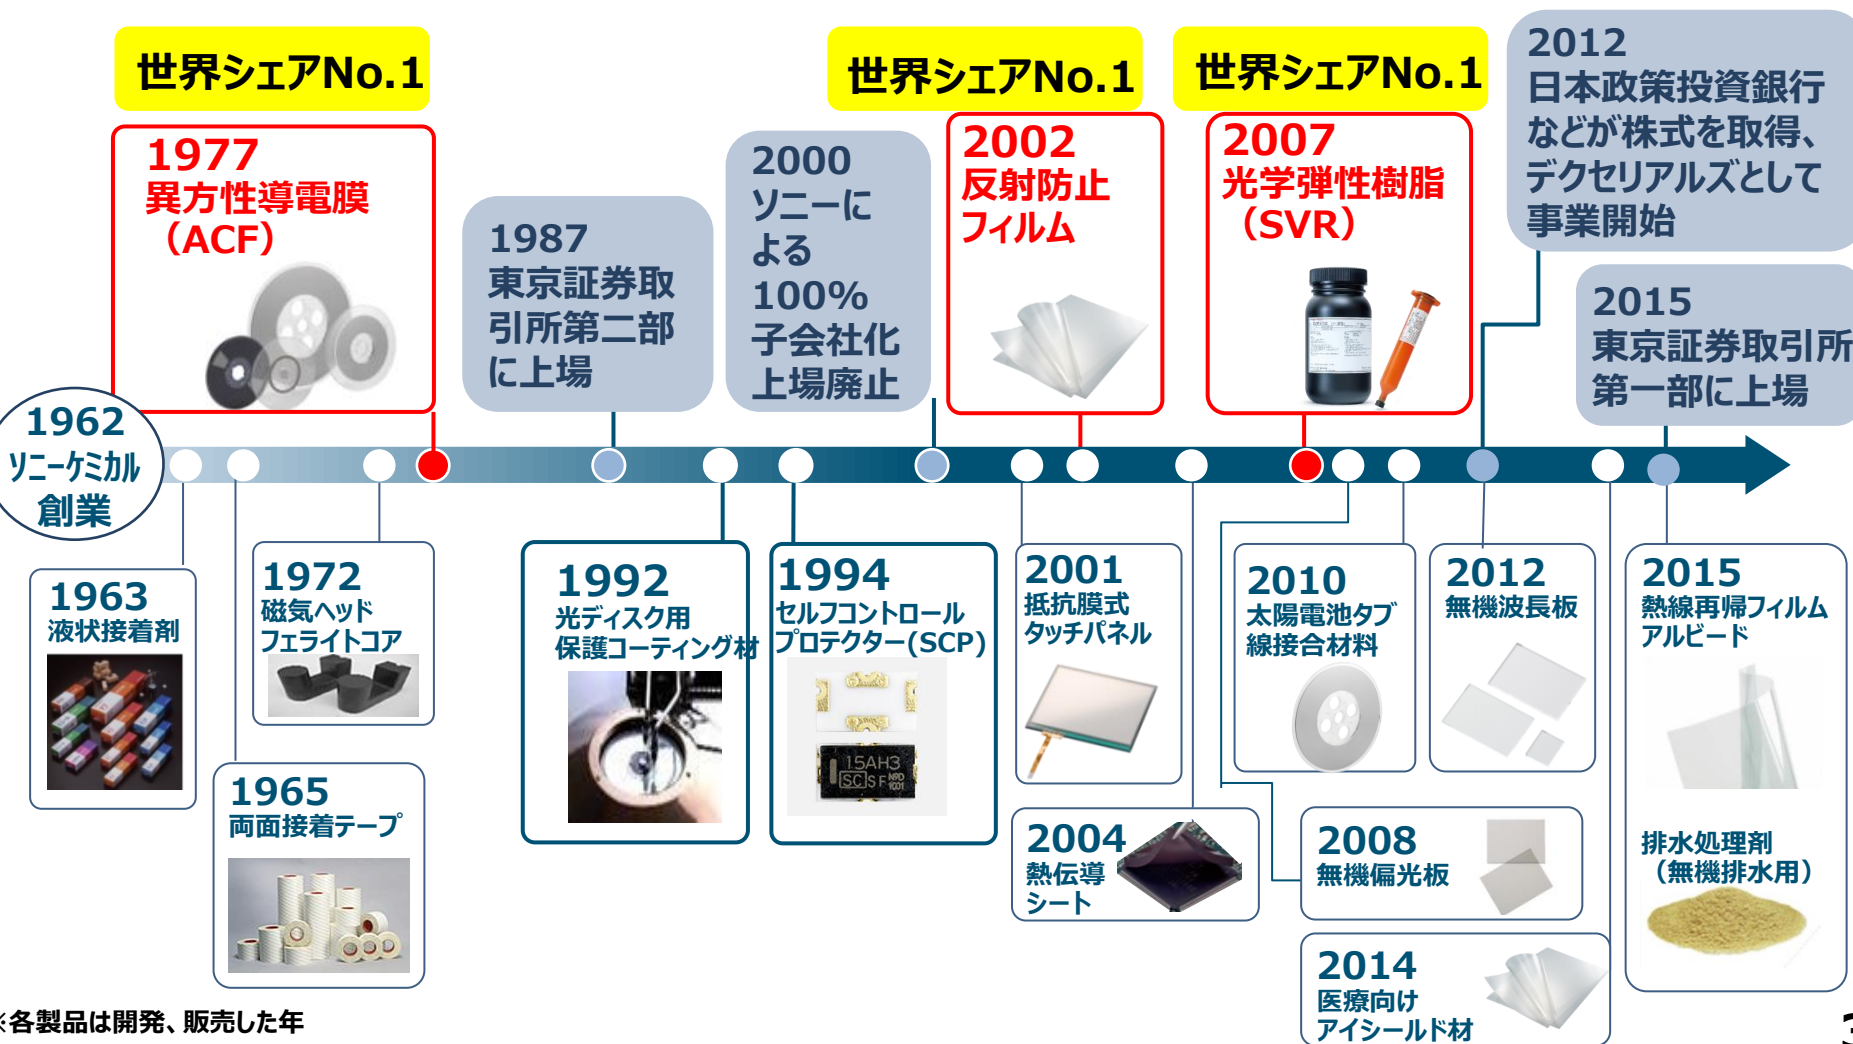 世界シェアNo.1
1977
異方性導電膜
（ACF）
1987
東京証券取
引所第二部
に上場
2000
ソニーに
よる
100%
子会社化
上場廃止
世界シェアNo.1
2002
反射防止
フィルム
世界シェアNo.1
2007
光学弾性樹脂
（SVR）
2012
日本政策投資銀行
などが株式を取得、
デクセリアルズとして
事業開始
2015
東京証券取引所
第一部に上場
1962
ソニーケミカル
創業
1963
液状接着剤
1965
両面接着テープ
1972
磁気ヘッド
フェライトコア
1992
光ディスク用
保護コーティング材
1994
セルフコントロール
プロテクター(SCP)
15AH3
SC SF
1001
2001
抵抗膜式
タッチパネル
2004
熱伝導
シート
2010
太陽電池タブ
線接合材料
2008
無機偏光板
2014
医療向け
アイシールド材
2012
無機波長板
2015
熱線再帰フィルム
アルビード
排水処理剤
（無機排水用）
※各製品は開発、販売した年